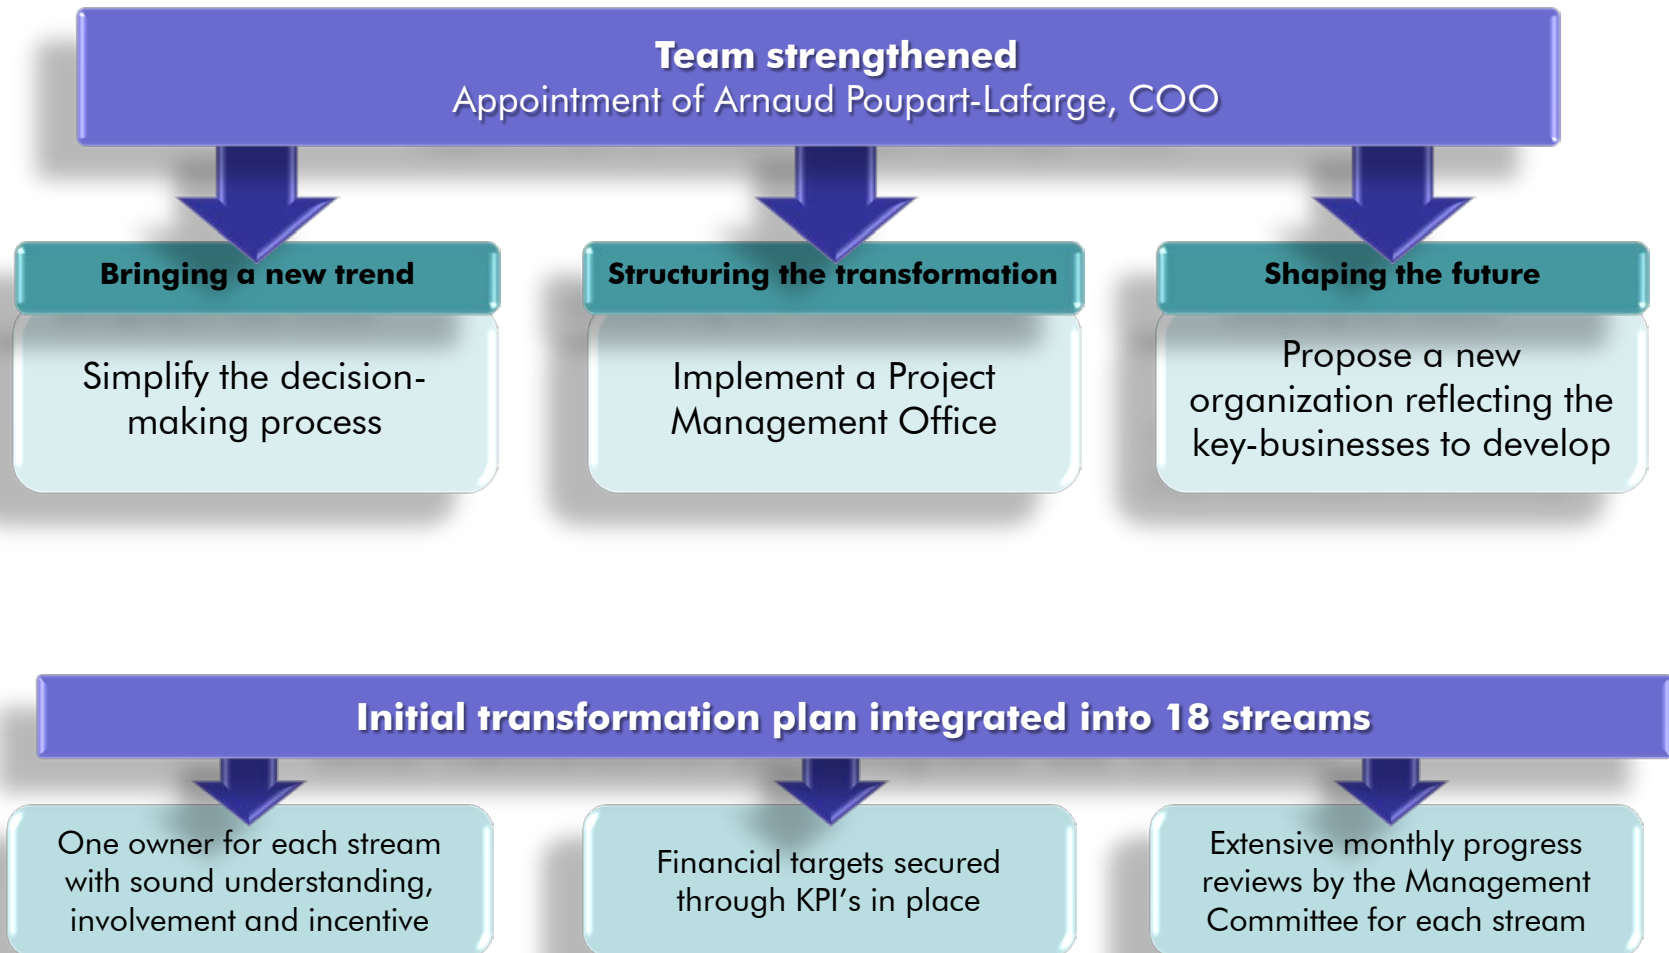 Team strengthened
Appointment of Arnaud Poupart-Lafarge, COO
Bringing a new trend
Simplify the decision-
making process
Structuring the transformation
Implement a Project
Management Office
Shaping the future
Propose a new
organization reflecting the
key-businesses to develop
Initial transformation plan integrated into 18 streams
One owner for each stream
with sound understanding,
involvement and incentive
Financial targets secured
through KPI's in place
Extensive monthly progress
reviews by the Management
Committee for each stream